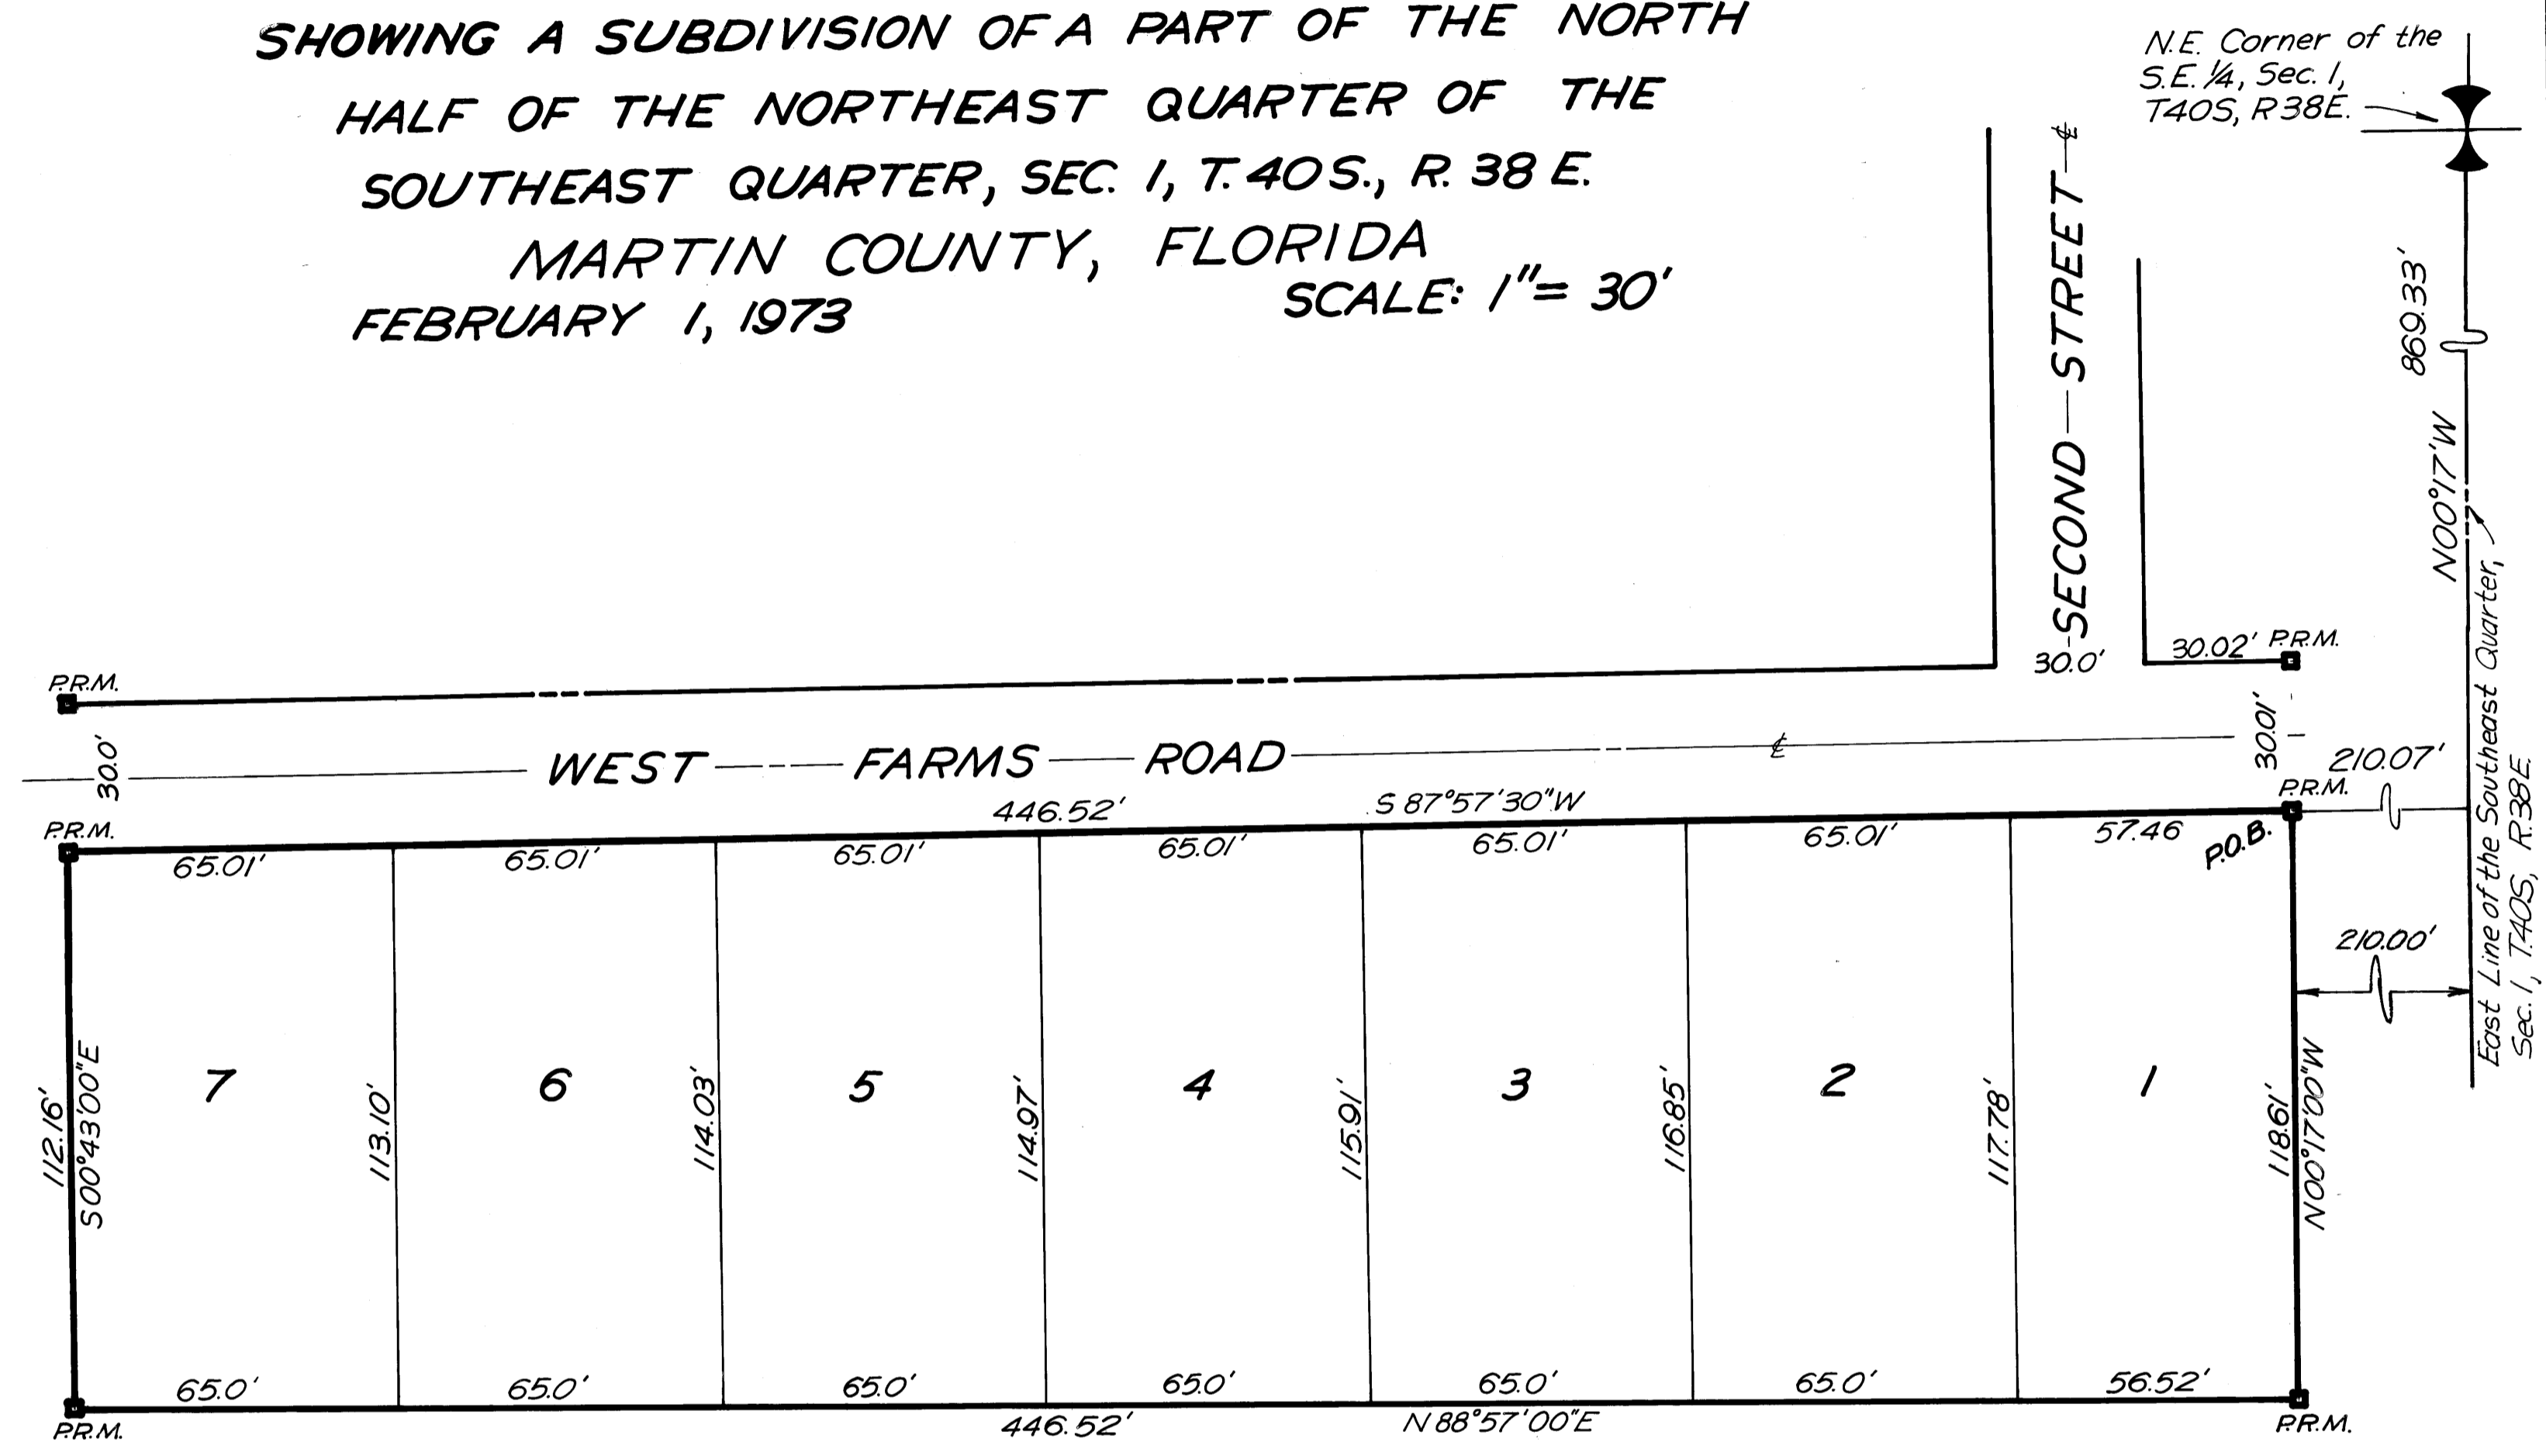 SHOWING A SUBDIVISION OF A PART OF THE NORTH
HALF OF THE NORTHEAST QUARTER OF THE
SOUTHEAST QUARTER, SEC. 1, T. 40 S., R. 38 E.
MARTIN COUNTY, FLORIDA
FEBRUARY 1, 1973
SCALE: 1"= 30'
N.E. Corner of the
S.E. ¼, Sec. 1,
T40S, R38E.
SECOND STREET ℄
869.33'
N00°17'W
East Line of the Southeast Quarter,
Sec. 1, T40S, R38E.
30.0'
30.02'
P.R.M.
P.R.M.
30.0'
WEST FARMS ROAD
℄
30.01'
210.07'
P.R.M.
P.R.M.
446.52'
S 87°57'30"W
65.01'
65.01'
65.01'
65.01'
65.01'
65.01'
57.46
P.O.B.
210.00'
112.16'
S00°43'00"E
7
113.10'
6
114.03'
5
114.97'
4
115.91'
3
116.85'
2
117.78'
1
118.61'
N00°17'00"W
65.0'
65.0'
65.0'
65.0'
65.0'
65.0'
56.52'
P.R.M.
446.52'
N 88°57'00"E
P.R.M.